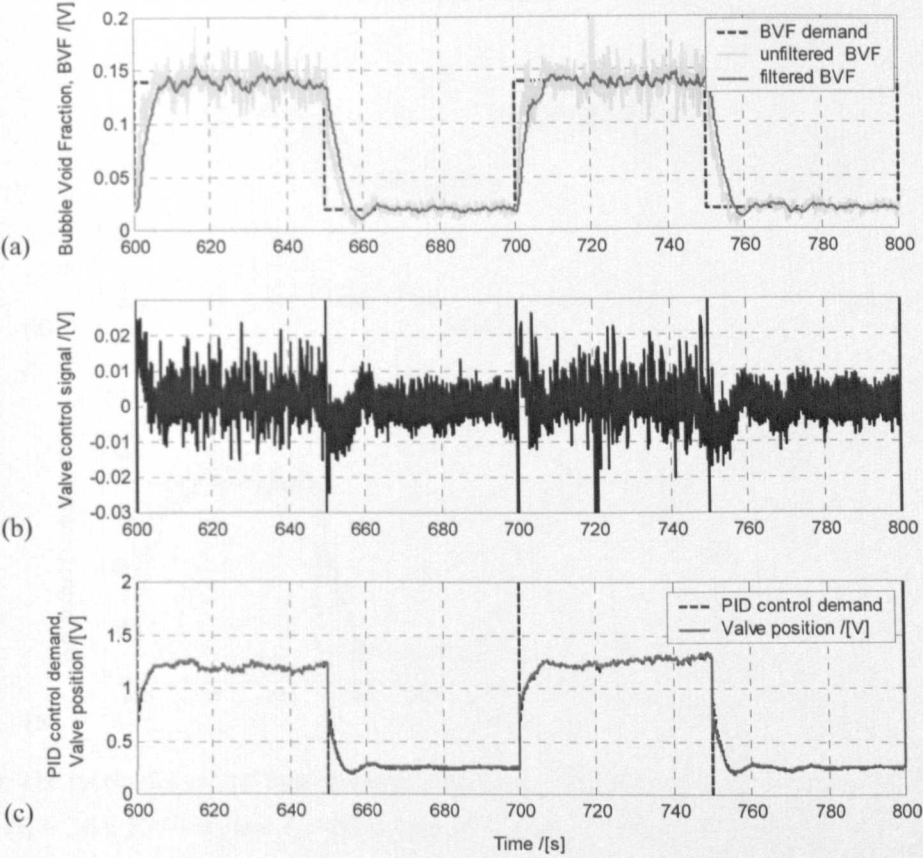 Bubble Void Fraction, BVF /[V]
0.2
0.15
0.1
0.05
0
BVF demand
unfiltered BVF
filtered BVF
600 620 640 660 680 700 720 740 760 780 800
(a)
Valve control signal /[V]
0.02
0.01
0
-0.01
-0.02
-0.03
600 620 640 660 680 700 720 740 760 780 800
(b)
PID control demand,
Valve position /[V]
2
1.5
1
0.5
0
PID control demand
Valve position /[V]
600 620 640 660 680 700 720 740 760 780 800
(c)
Time /[s]